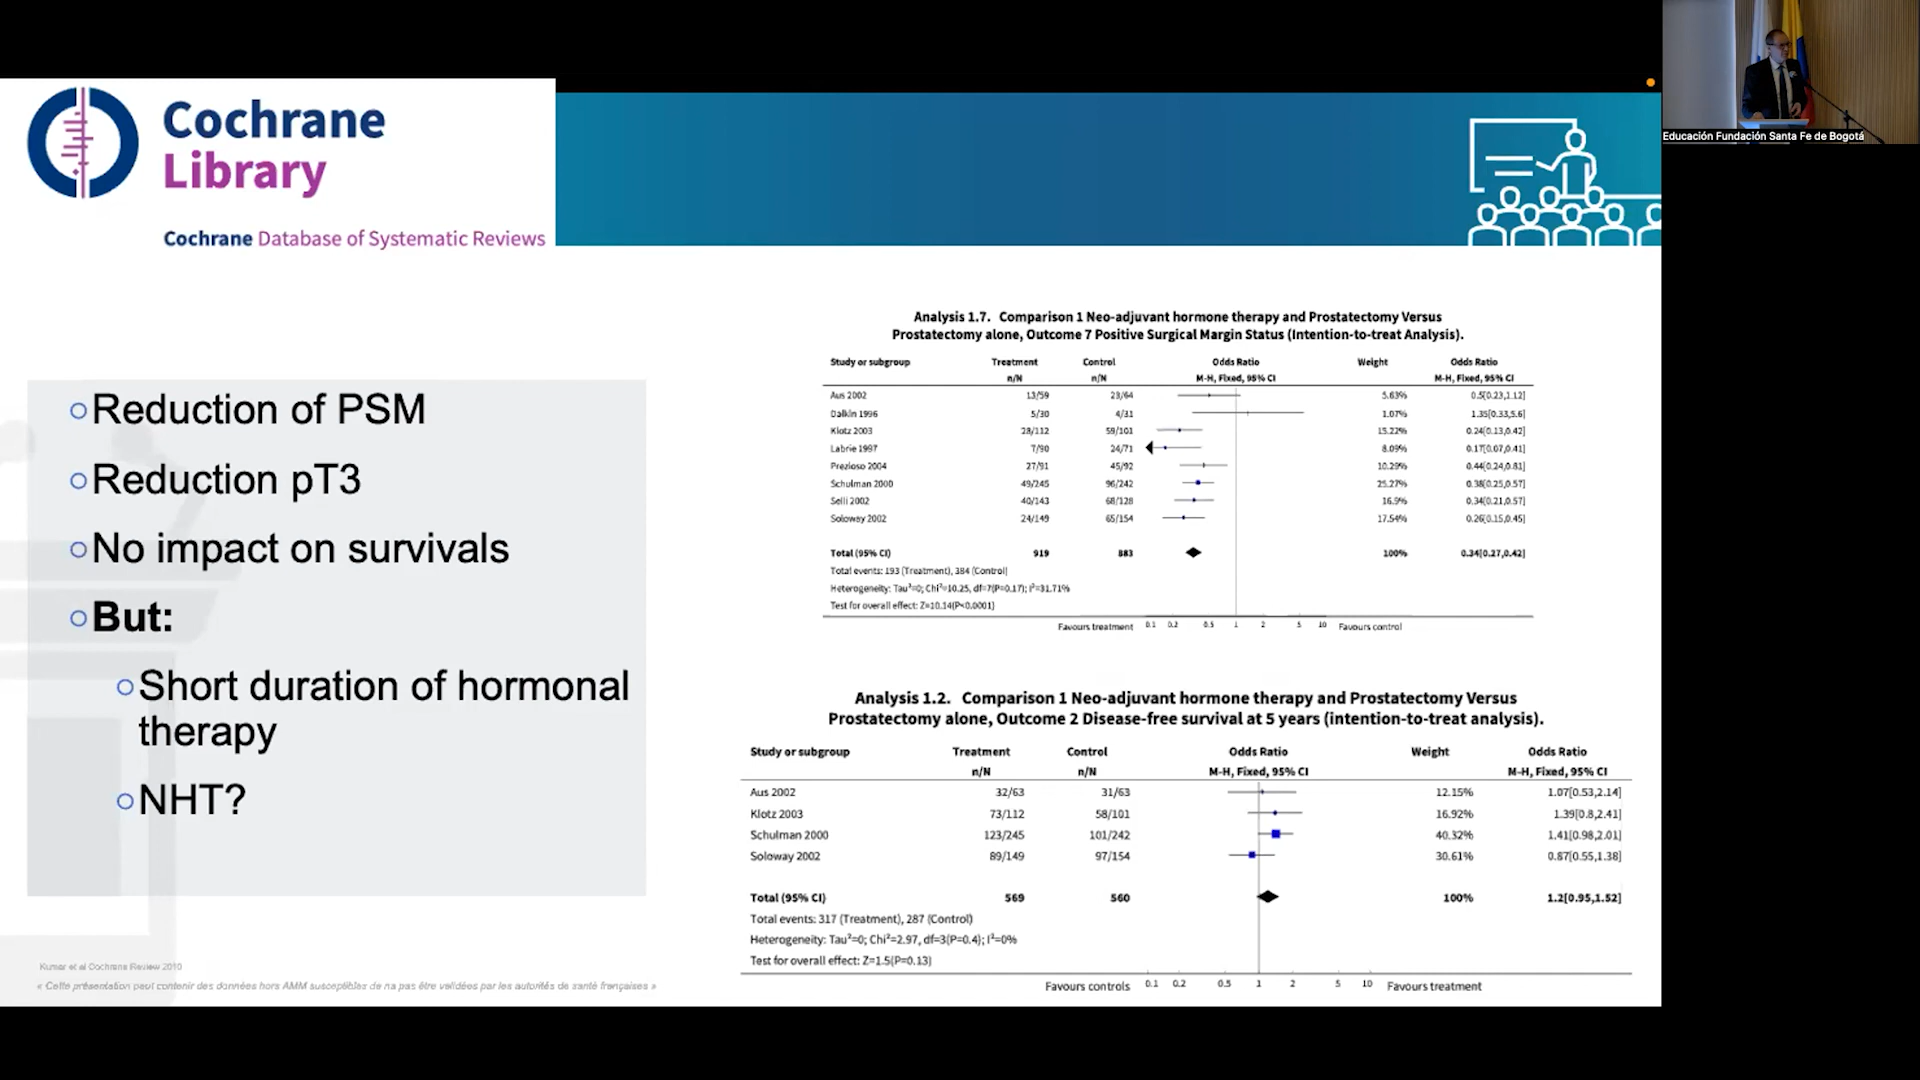 Cochrane
Library
Cochrane Database of Systematic Reviews
Educación Fundación Santa Fe de Bogotá
Reduction of PSM
Reduction pT3
No impact on survivals
But:
Short duration of hormonal
therapy
NHT?
Analysis 1.7. Comparison 1 Neo-adjuvant hormone therapy and Prostatectomy Versus
Prostatectomy alone, Outcome 7 Positive Surgical Margin Status (Intention-to-treat Analysis).
Study or subgroup Treatment Control Odds Ratio Weight Odds Ratio
n/N n/N M-H, Fixed, 95% CI M-H, Fixed, 95% CI
Aus 2002 13/59 23/64 5.63% 0.5[0.23,1.12]
Dalkin 1996 5/30 4/31 1.07% 1.35[0.33,5.6]
Klotz 2003 28/112 59/101 15.22% 0.24[0.13,0.42]
Labrie 1997 7/90 24/71 8.09% 0.17[0.07,0.41]
Prezioso 2004 27/91 45/92 10.29% 0.44[0.24,0.81]
Schulman 2000 49/245 96/242 25.27% 0.38[0.25,0.57]
Selli 2002 40/143 68/128 16.9% 0.34[0.21,0.57]
Soloway 2002 24/149 65/154 17.54% 0.26[0.15,0.45]
Total (95% CI) 919 883 100% 0.34[0.27,0.42]
Total events: 193 (Treatment), 384 (Control)
Heterogeneity: Tau²=0; Chi²=10.25, df=7(P=0.17); I²=31.71%
Test for overall effect: Z=10.14(P<0.0001)
Favours treatment 0.1 0.2 0.5 1 2 5 10 Favours control
Analysis 1.2. Comparison 1 Neo-adjuvant hormone therapy and Prostatectomy Versus
Prostatectomy alone, Outcome 2 Disease-free survival at 5 years (intention-to-treat analysis).
Study or subgroup Treatment Control Odds Ratio Weight Odds Ratio
n/N n/N M-H, Fixed, 95% CI M-H, Fixed, 95% CI
Aus 2002 32/63 31/63 12.15% 1.07[0.53,2.14]
Klotz 2003 73/112 58/101 16.92% 1.39[0.8,2.41]
Schulman 2000 123/245 101/242 40.32% 1.41[0.98,2.01]
Soloway 2002 89/149 97/154 30.61% 0.87[0.55,1.38]
Total (95% CI) 569 560 100% 1.2[0.95,1.52]
Total events: 317 (Treatment), 287 (Control)
Heterogeneity: Tau²=0; Chi²=2.97, df=3(P=0.4); I²=0%
Test for overall effect: Z=1.5(P=0.13)
Favours controls 0.1 0.2 0.5 1 2 5 10 Favours treatment
Kumar et al Cochrane Review 2010
« Cette présentation peut contenir des données hors AMM susceptibles de na pas être validées par les autorités de santé françaises »